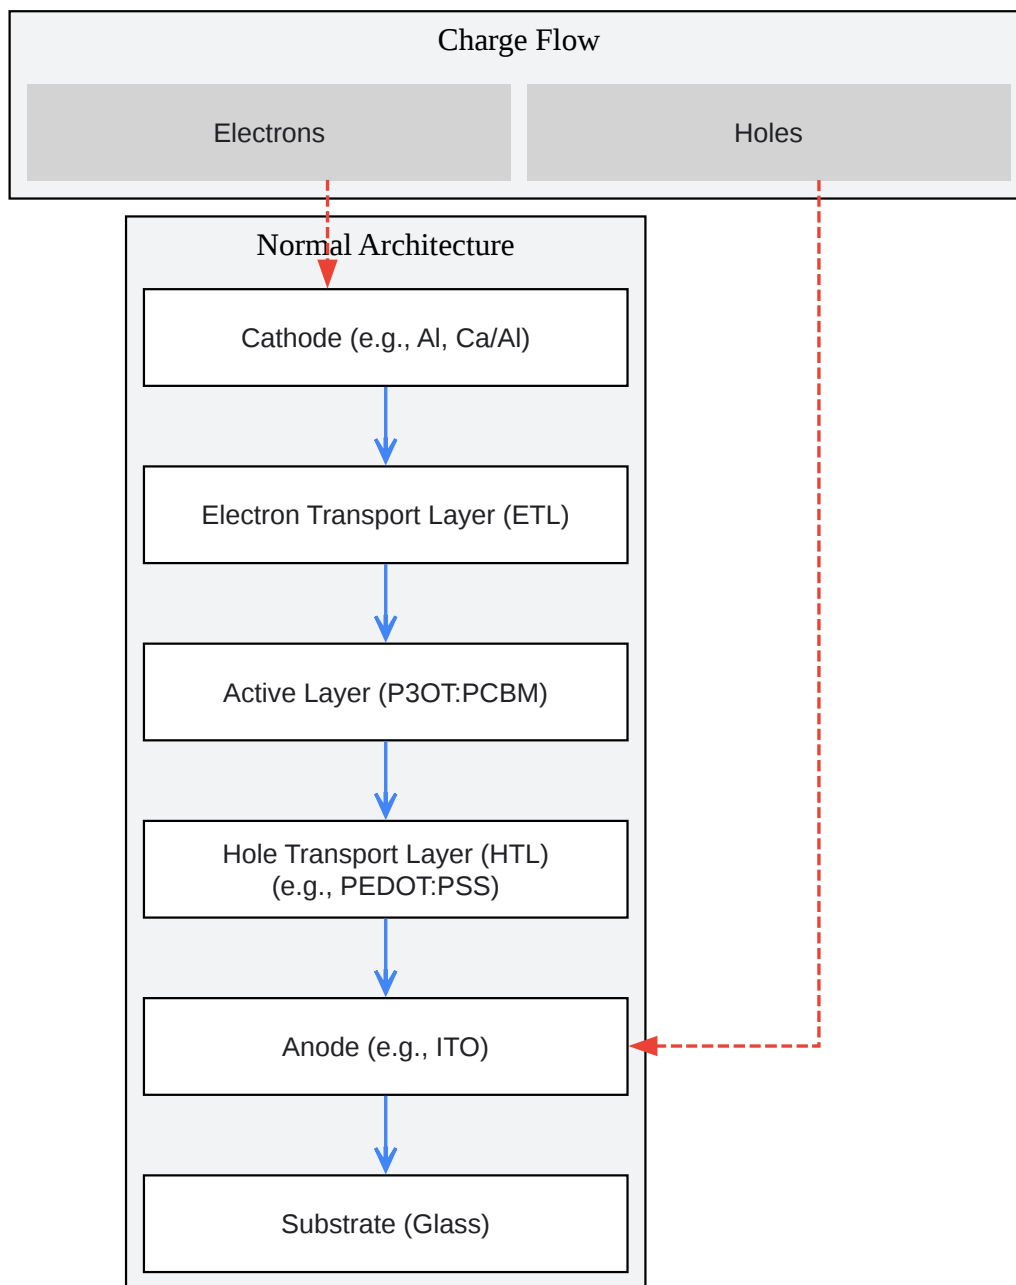 Charge Flow
Electrons
Holes
Normal Architecture
Cathode (e.g., Al, Ca/Al)
Electron Transport Layer (ETL)
Active Layer (P3OT:PCBM)
Hole Transport Layer (HTL)
(e.g., PEDOT:PSS)
Anode (e.g., ITO)
Substrate (Glass)